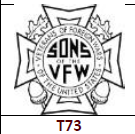 VETERANS OF FOREIGN WARS
SONS
OF THE
VFW
OF THE UNITED STATES
T73